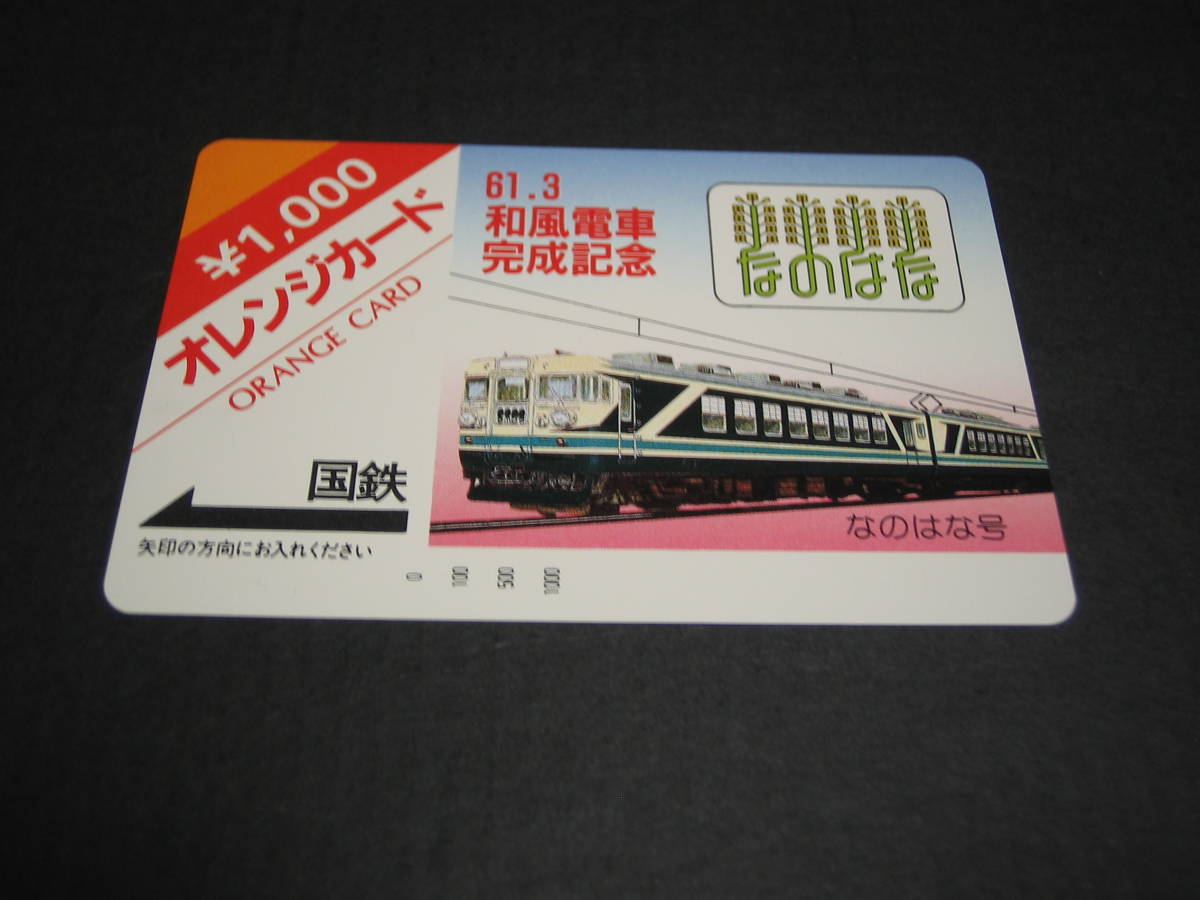 ¥1,000
オレンジカード
ORANGE CARD
国鉄
矢印の方向にお入れください
0 100 500 1000
61.3
和風電車
完成記念
なのはな
なのはな号